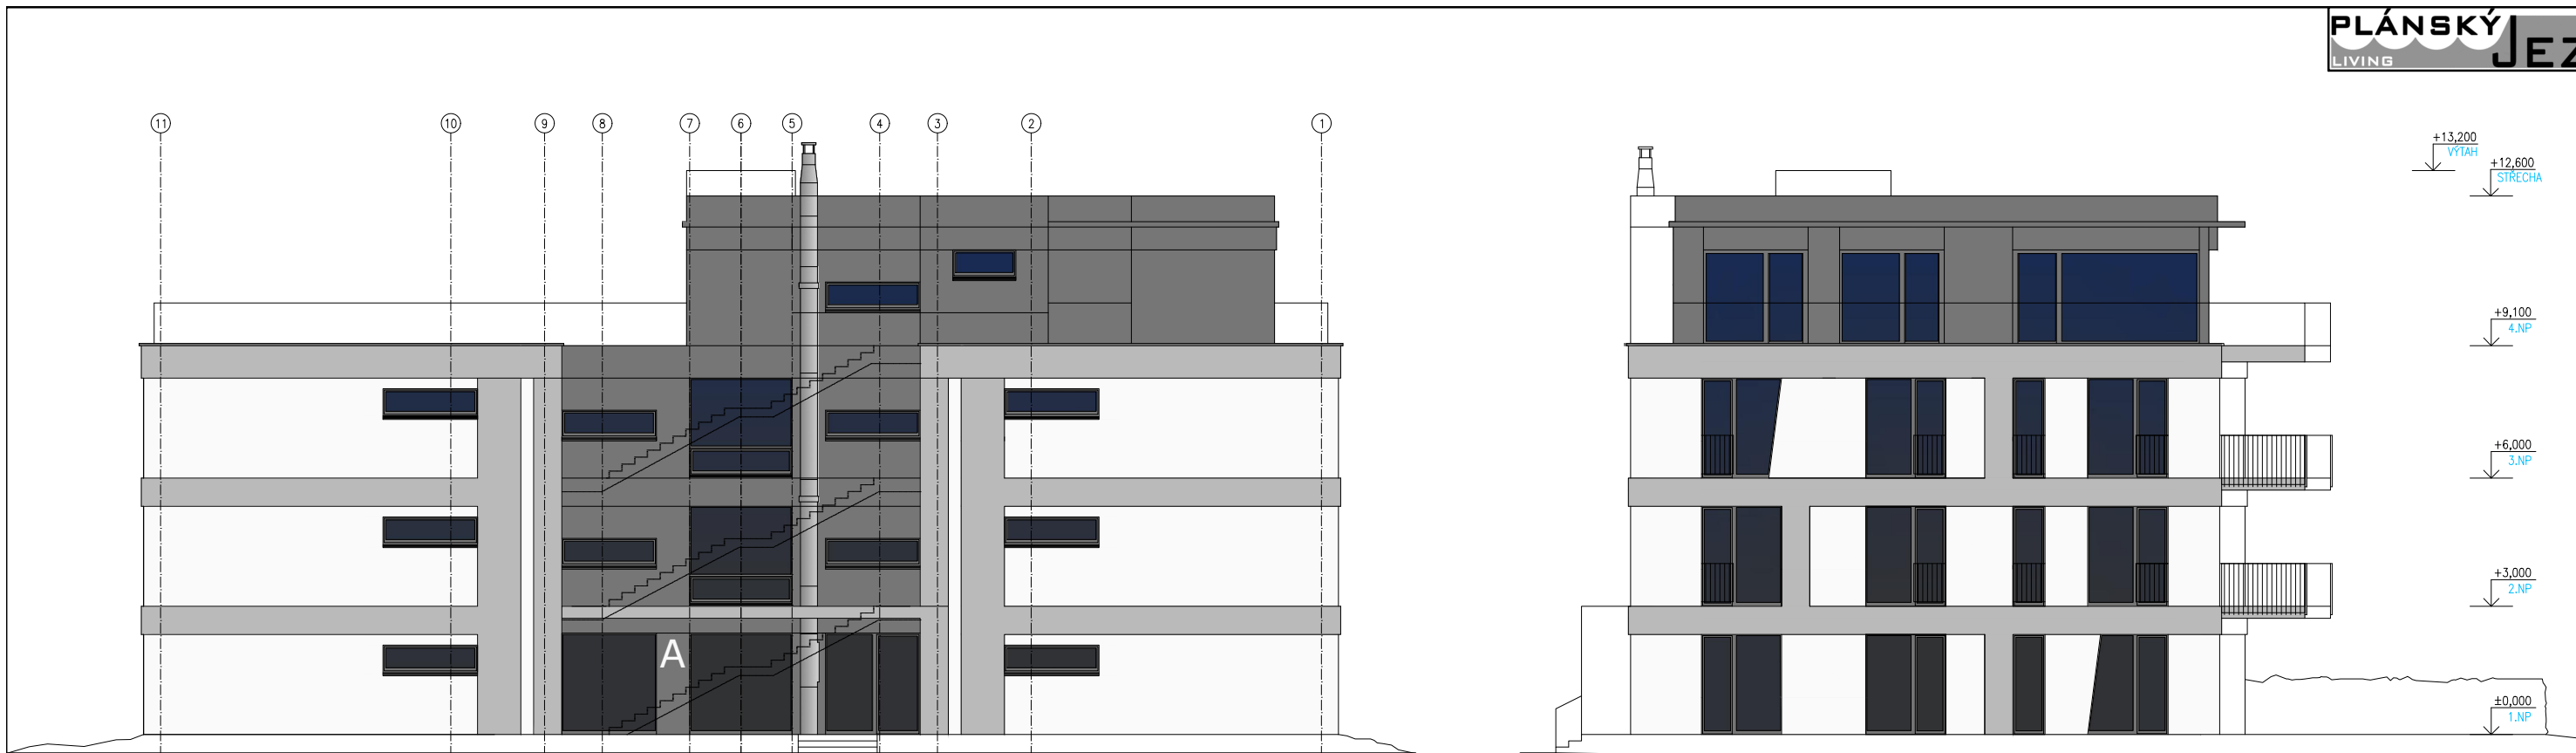 PLÁNSKÝ
JEZ
LIVING
11 10 9 8 7 6 5 4 3 2 1
+13,200
VÝTAH
+12,600
STŘECHA
+9,100
4.NP
+6,000
3.NP
+3,000
2.NP
A
±0,000
1.NP